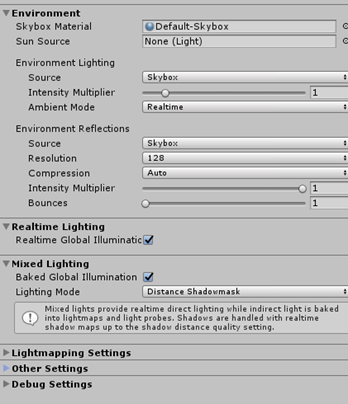 Environment
Skybox Material Default-Skybox
Sun Source None (Light)
Environment Lighting
Source Skybox
Intensity Multiplier 1
Ambient Mode Realtime
Environment Reflections
Source Skybox
Resolution 128
Compression Auto
Intensity Multiplier 1
Bounces 1
Realtime Lighting
Realtime Global Illuminatic
Mixed Lighting
Baked Global Illumination
Lighting Mode Distance Shadowmask
Mixed lights provide realtime direct lighting while indirect light is baked
into lightmaps and light probes. Shadows are handled with realtime
shadow maps up to the shadow distance quality setting.
Lightmapping Settings
Other Settings
Debug Settings